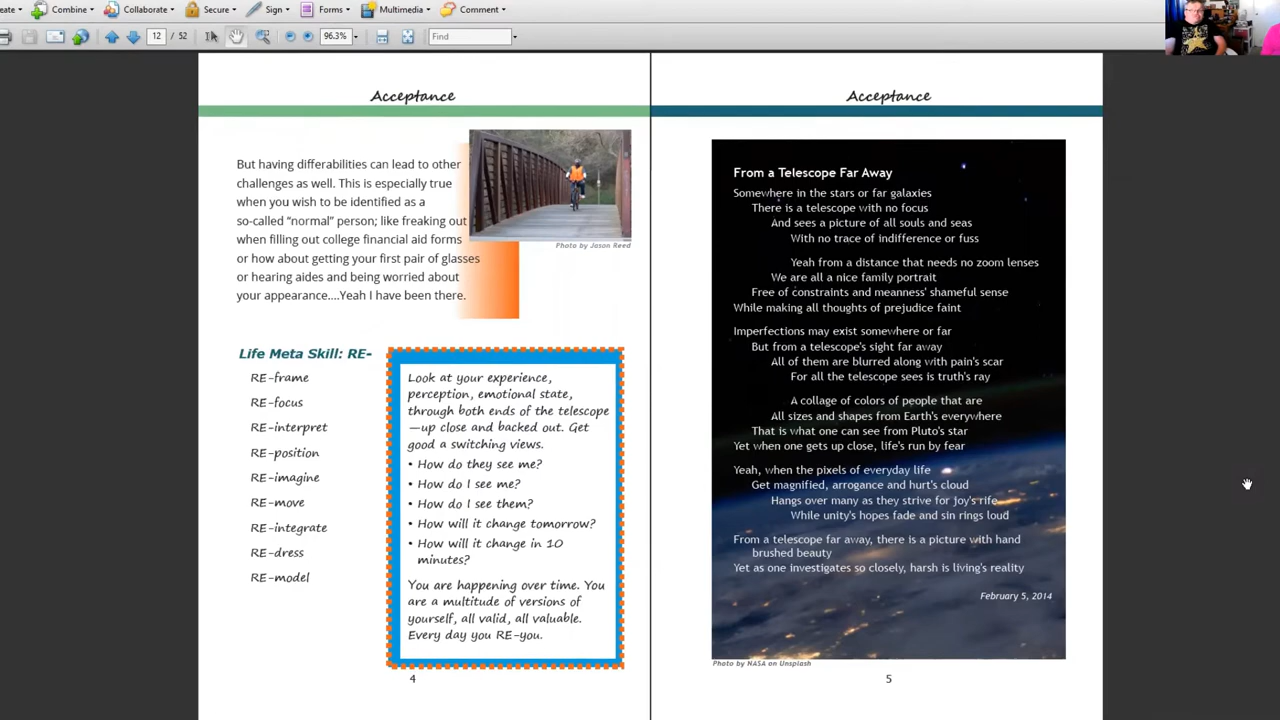 eate
Combine
Collaborate
Secure
Sign
Forms
Multimedia
Comment
12 / 52
96.3%
Find
Acceptance
But having differabilities can lead to other
challenges as well. This is especially true
when you wish to be identified as a
so-called “normal” person; like freaking out
when filling out college financial aid forms
or how about getting your first pair of glasses
or hearing aides and being worried about
your appearance....Yeah I have been there.
Photo by Jason Reed
Life Meta Skill: RE-
RE-frame
RE-focus
RE-interpret
RE-position
RE-imagine
RE-move
RE-integrate
RE-dress
RE-model
Look at your experience,
perception, emotional state,
through both ends of the telescope
—up close and backed out. Get
good a switching views.
• How do they see me?
• How do I see me?
• How do I see them?
• How will it change tomorrow?
• How will it change in 10
minutes?
You are happening over time. You
are a multitude of versions of
yourself, all valid, all valuable.
Every day you RE-you.
4
Acceptance
From a Telescope Far Away
Somewhere in the stars or far galaxies
There is a telescope with no focus
And sees a picture of all souls and seas
With no trace of indifference or fuss
Yeah from a distance that needs no zoom lenses
We are all a nice family portrait
Free of constraints and meanness' shameful sense
While making all thoughts of prejudice faint
Imperfections may exist somewhere or far
But from a telescope's sight far away
All of them are blurred along with pain's scar
For all the telescope sees is truth's ray
A collage of colors of people that are
All sizes and shapes from Earth's everywhere
That is what one can see from Pluto's star
Yet when one gets up close, life's run by fear
Yeah, when the pixels of everyday life
Get magnified, arrogance and hurt's cloud
Hangs over many as they strive for joy's rife
While unity's hopes fade and sin rings loud
From a telescope far away, there is a picture with hand
brushed beauty
Yet as one investigates so closely, harsh is living's reality
February 5, 2014
Photo by NASA on Unsplash
5